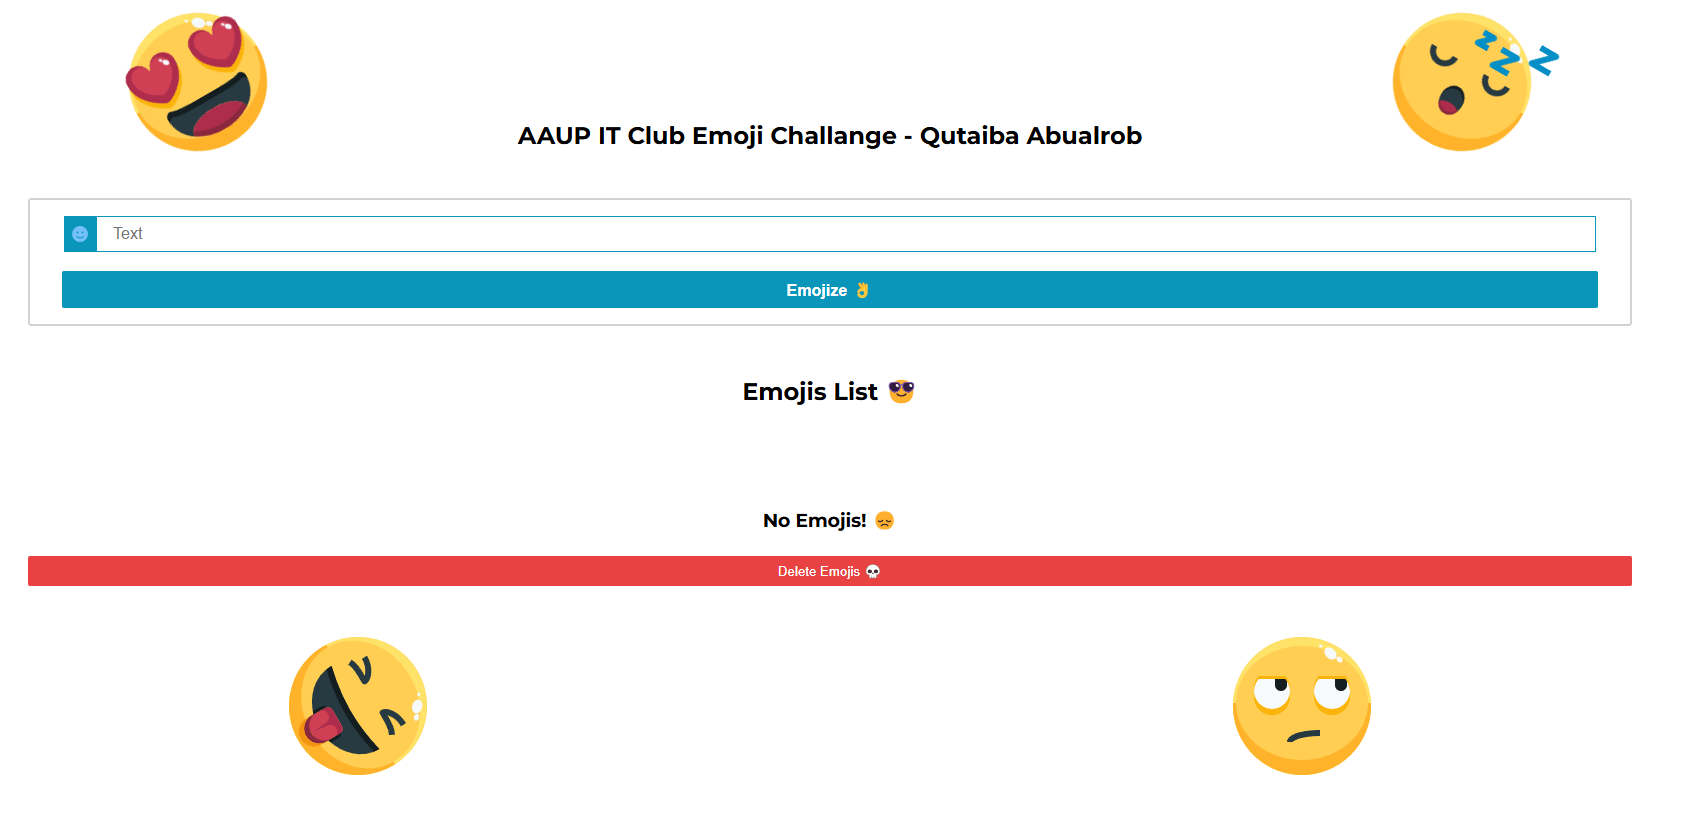 AAUP IT Club Emoji Challange - Qutaiba Abualrob
Text
Emojize 👌
Emojis List 😎
No Emojis! 😞
Delete Emojis 💀